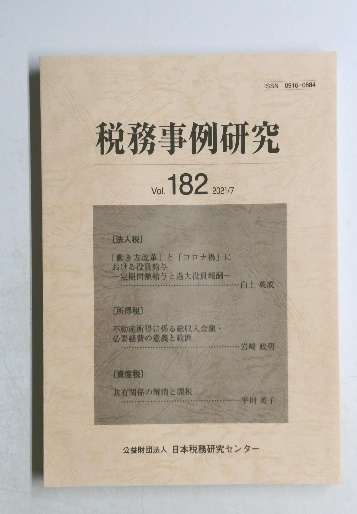 ISSN 0916-0884
税務事例研究
Vol. 182 2021/7
［法人税］
「働き方改革」と「コロナ禍」に
おける役員給与
－定期同額給与と過大役員報酬－
白土 英成
［所得税］
不動産所得に係る総収入金額・
必要経費の意義と範囲
岩﨑 政明
［資産税］
共有関係の解消と課税
平川 英子
公益財団法人 日本税務研究センター